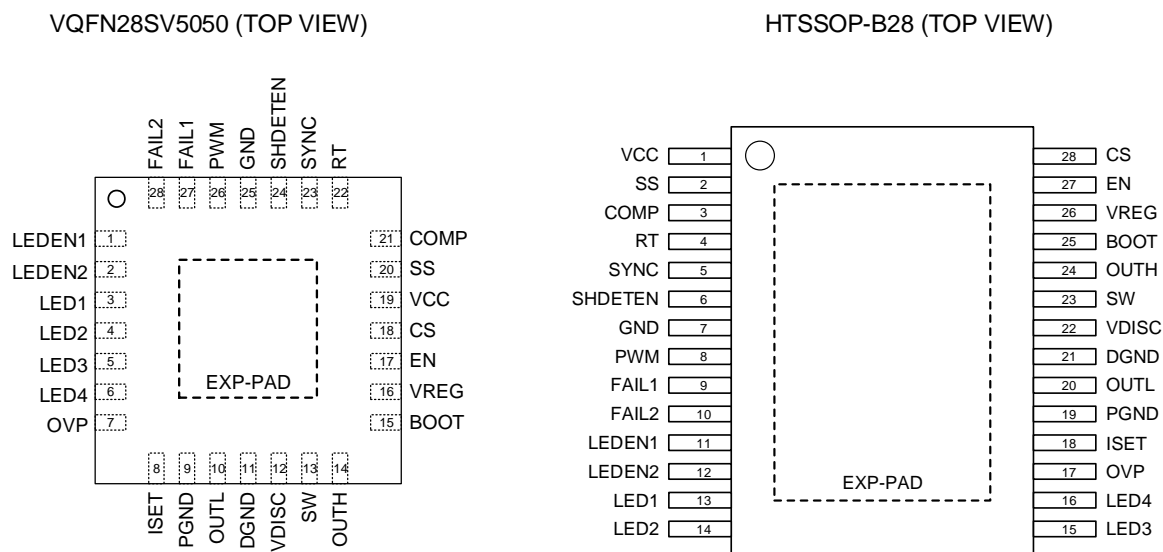 VQFN28SV5050 (TOP VIEW)
FAIL2
FAIL1
PWM
GND
SHDETEN
SYNC
RT
28
27
26
25
24
23
22
LEDEN1 1
LEDEN2 2
LED1 3
LED2 4
LED3 5
LED4 6
OVP 7
21 COMP
20 SS
19 VCC
18 CS
17 EN
16 VREG
15 BOOT
EXP-PAD
8
9
10
11
12
13
14
ISET
PGND
OUTL
DGND
VDISC
SW
OUTH
HTSSOP-B28 (TOP VIEW)
VCC 1
SS 2
COMP 3
RT 4
SYNC 5
SHDETEN 6
GND 7
PWM 8
FAIL1 9
FAIL2 10
LEDEN1 11
LEDEN2 12
LED1 13
LED2 14
28 CS
27 EN
26 VREG
25 BOOT
24 OUTH
23 SW
22 VDISC
21 DGND
20 OUTL
19 PGND
18 ISET
17 OVP
16 LED4
15 LED3
EXP-PAD